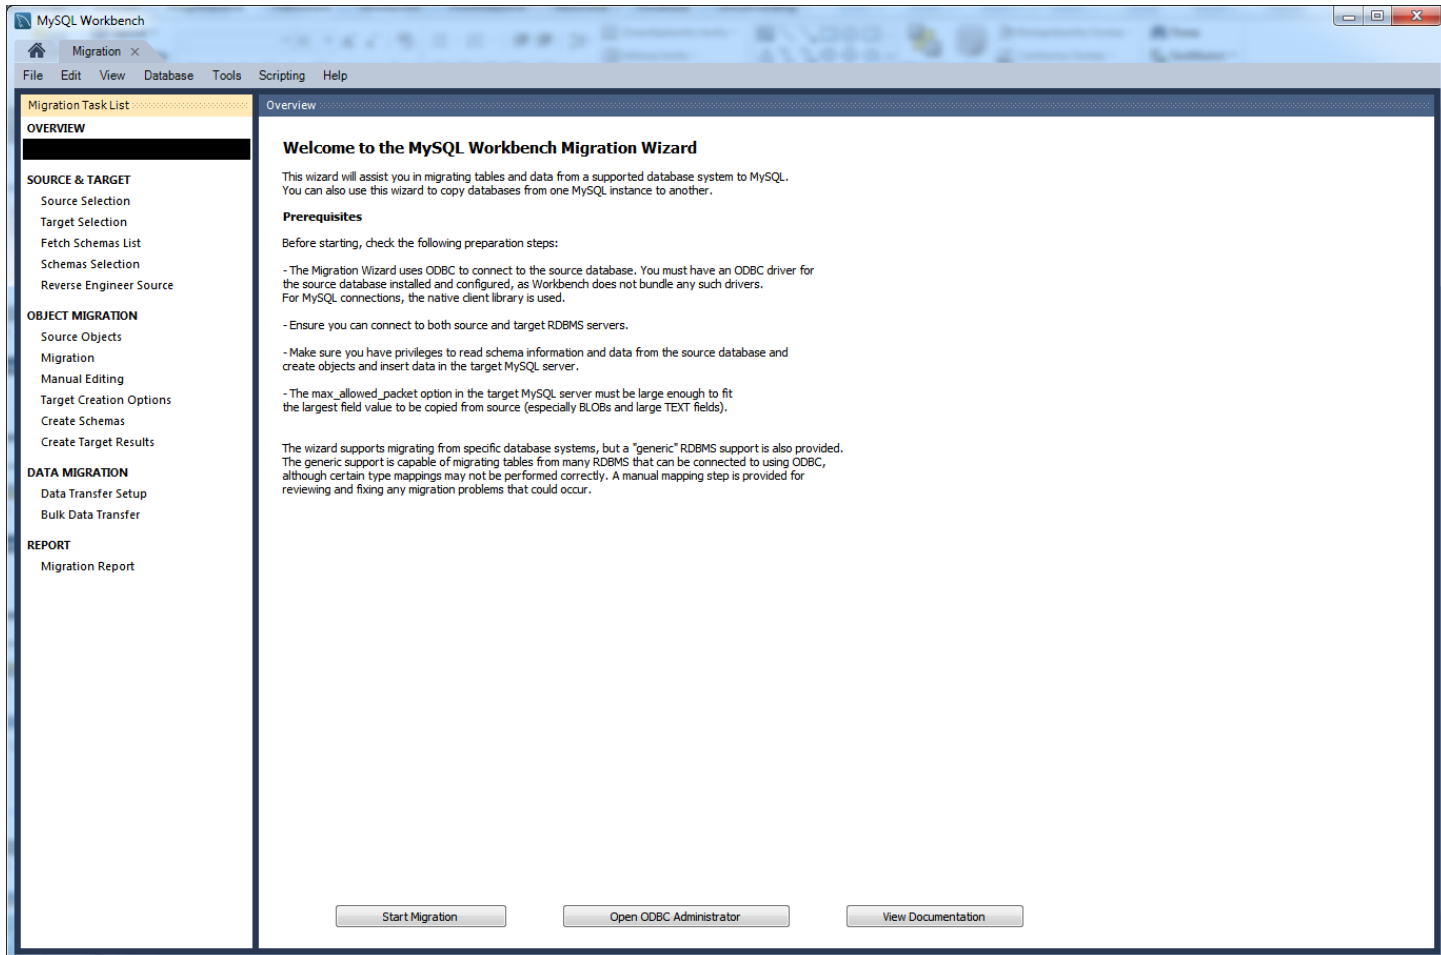 MySQL Workbench
Migration
File Edit View Database Tools Scripting Help
Migration Task List
OVERVIEW
SOURCE & TARGET
Source Selection
Target Selection
Fetch Schemas List
Schemas Selection
Reverse Engineer Source
OBJECT MIGRATION
Source Objects
Migration
Manual Editing
Target Creation Options
Create Schemas
Create Target Results
DATA MIGRATION
Data Transfer Setup
Bulk Data Transfer
REPORT
Migration Report
Overview
Welcome to the MySQL Workbench Migration Wizard
This wizard will assist you in migrating tables and data from a supported database system to MySQL.
You can also use this wizard to copy databases from one MySQL instance to another.
Prerequisites
Before starting, check the following preparation steps:
- The Migration Wizard uses ODBC to connect to the source database. You must have an ODBC driver for
the source database installed and configured, as Workbench does not bundle any such drivers.
For MySQL connections, the native client library is used.
- Ensure you can connect to both source and target RDBMS servers.
- Make sure you have privileges to read schema information and data from the source database and
create objects and insert data in the target MySQL server.
- The max_allowed_packet option in the target MySQL server must be large enough to fit
the largest field value to be copied from source (especially BLOBs and large TEXT fields).
The wizard supports migrating from specific database systems, but a "generic" RDBMS support is also provided.
The generic support is capable of migrating tables from many RDBMS that can be connected to using ODBC,
although certain type mappings may not be performed correctly. A manual mapping step is provided for
reviewing and fixing any migration problems that could occur.
Start Migration
Open ODBC Administrator
View Documentation